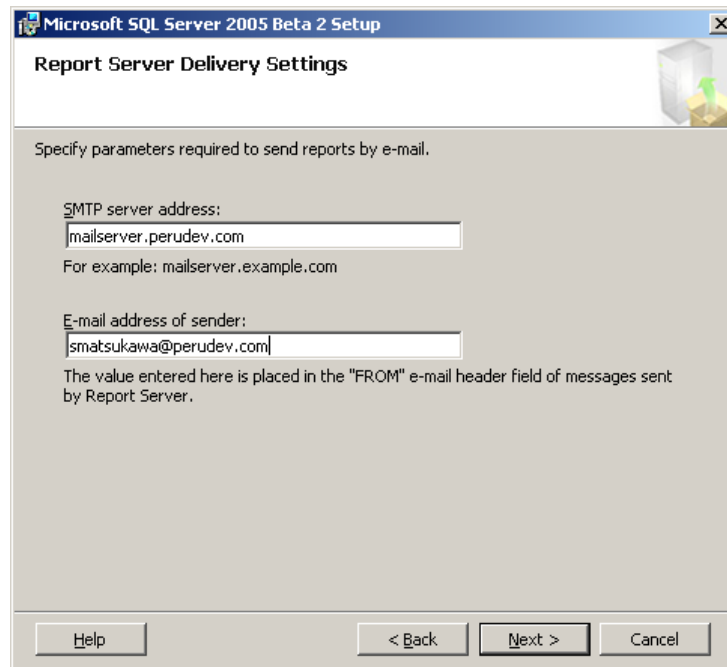 Microsoft SQL Server 2005 Beta 2 Setup
Report Server Delivery Settings
Specify parameters required to send reports by e-mail.
SMTP server address:
mailserver.perudev.com
For example: mailserver.example.com
E-mail address of sender:
smatsukawa@perudev.com
The value entered here is placed in the "FROM" e-mail header field of messages sent
by Report Server.
Help
< Back
Next >
Cancel